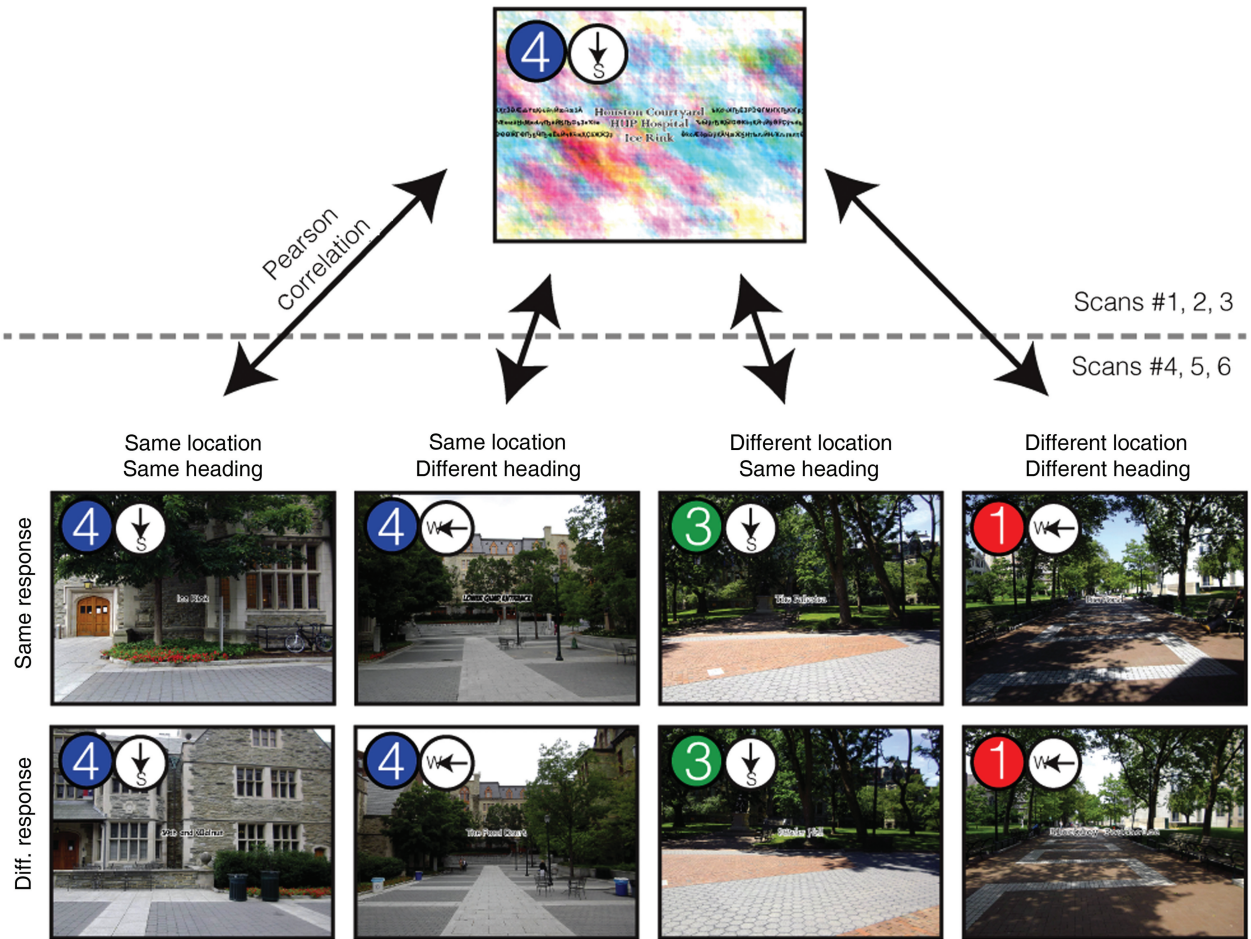 4
S
Houston Courtyard
HUP Hospital
Ice Rink
Pearson
correlation
Scans #1, 2, 3
Scans #4, 5, 6
Same location
Same heading
Same location
Different heading
Different location
Same heading
Different location
Different heading
Same response
4
S
Ice Rink
4
W
LOWER QUAD ENTRANCE
3
S
The Palestra
1
W
Diff. response
4
S
and Walnut
4
W
The Food Court
3
S
1
W